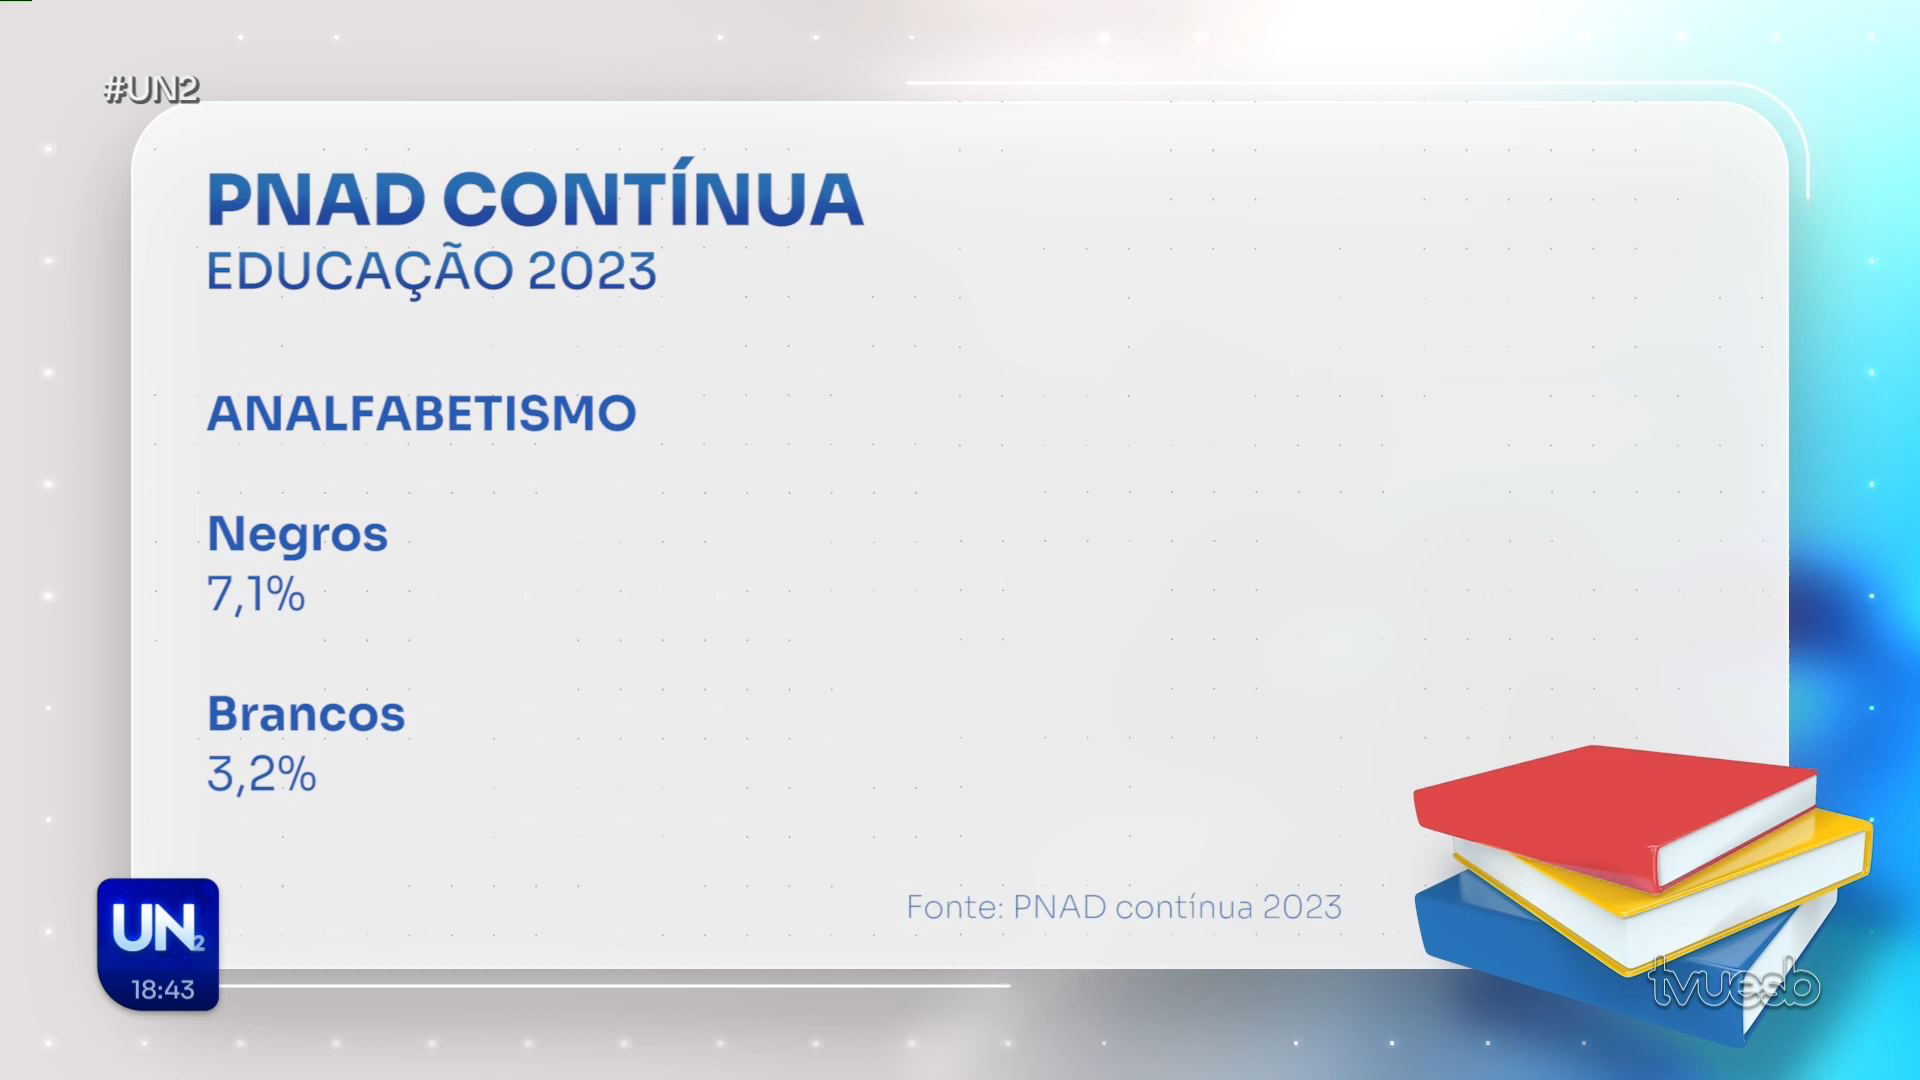 #UN2
PNAD CONTÍNUA
EDUCAÇÃO 2023
ANALFABETISMO
Negros
7,1%
Brancos
3,2%
Fonte: PNAD contínua 2023
UN2
18:43
tvuesb